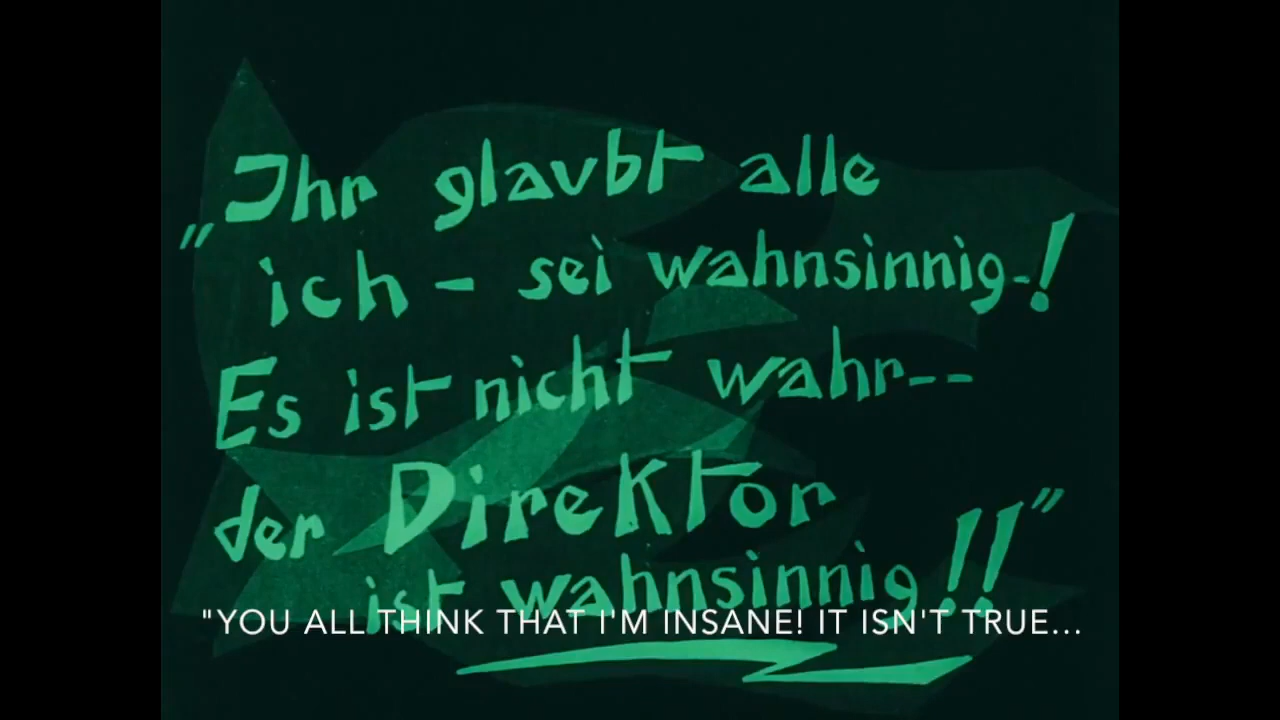 „Ihr glaubt alle
ich - sei wahnsinnig-!
Es ist nicht wahr--
der Direktor
ist wahnsinnig!!”
"YOU ALL THINK THAT I'M INSANE! IT ISN'T TRUE...